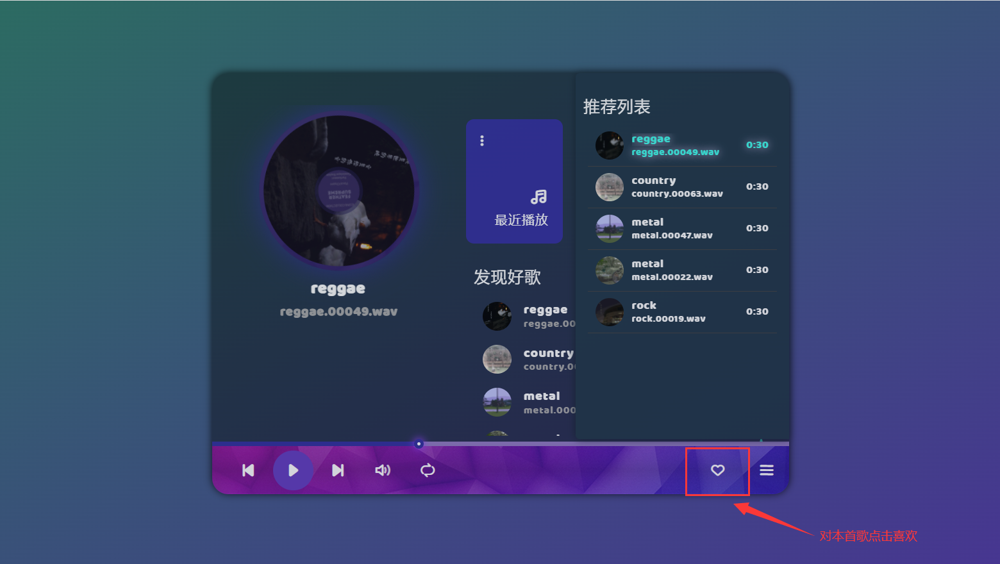 FEATHER
SUPREME
reggae
reggae.00049.wav
最近播放
发现好歌
reggae
reggae.00
country
country.0
metal
metal.000
推荐列表
reggae
reggae.00049.wav
0:30
country
country.00063.wav
0:30
metal
metal.00047.wav
0:30
metal
metal.00022.wav
0:30
rock
rock.00019.wav
0:30
对本首歌点击喜欢